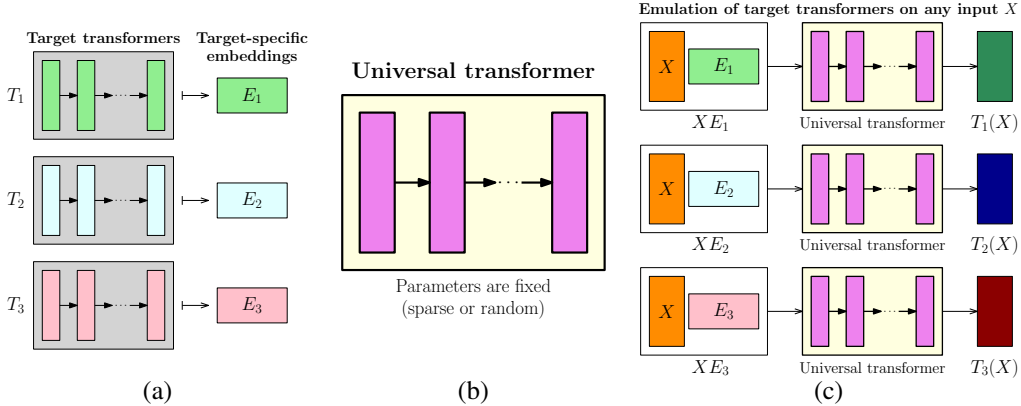 Target transformers
Target-specific
embeddings
T1
E1
T2
E2
T3
E3
(a)
Universal transformer
Parameters are fixed
(sparse or random)
(b)
Emulation of target transformers on any input X
X
E1
XE1
Universal transformer
T1(X)
X
E2
XE2
Universal transformer
T2(X)
X
E3
XE3
Universal transformer
T3(X)
(c)